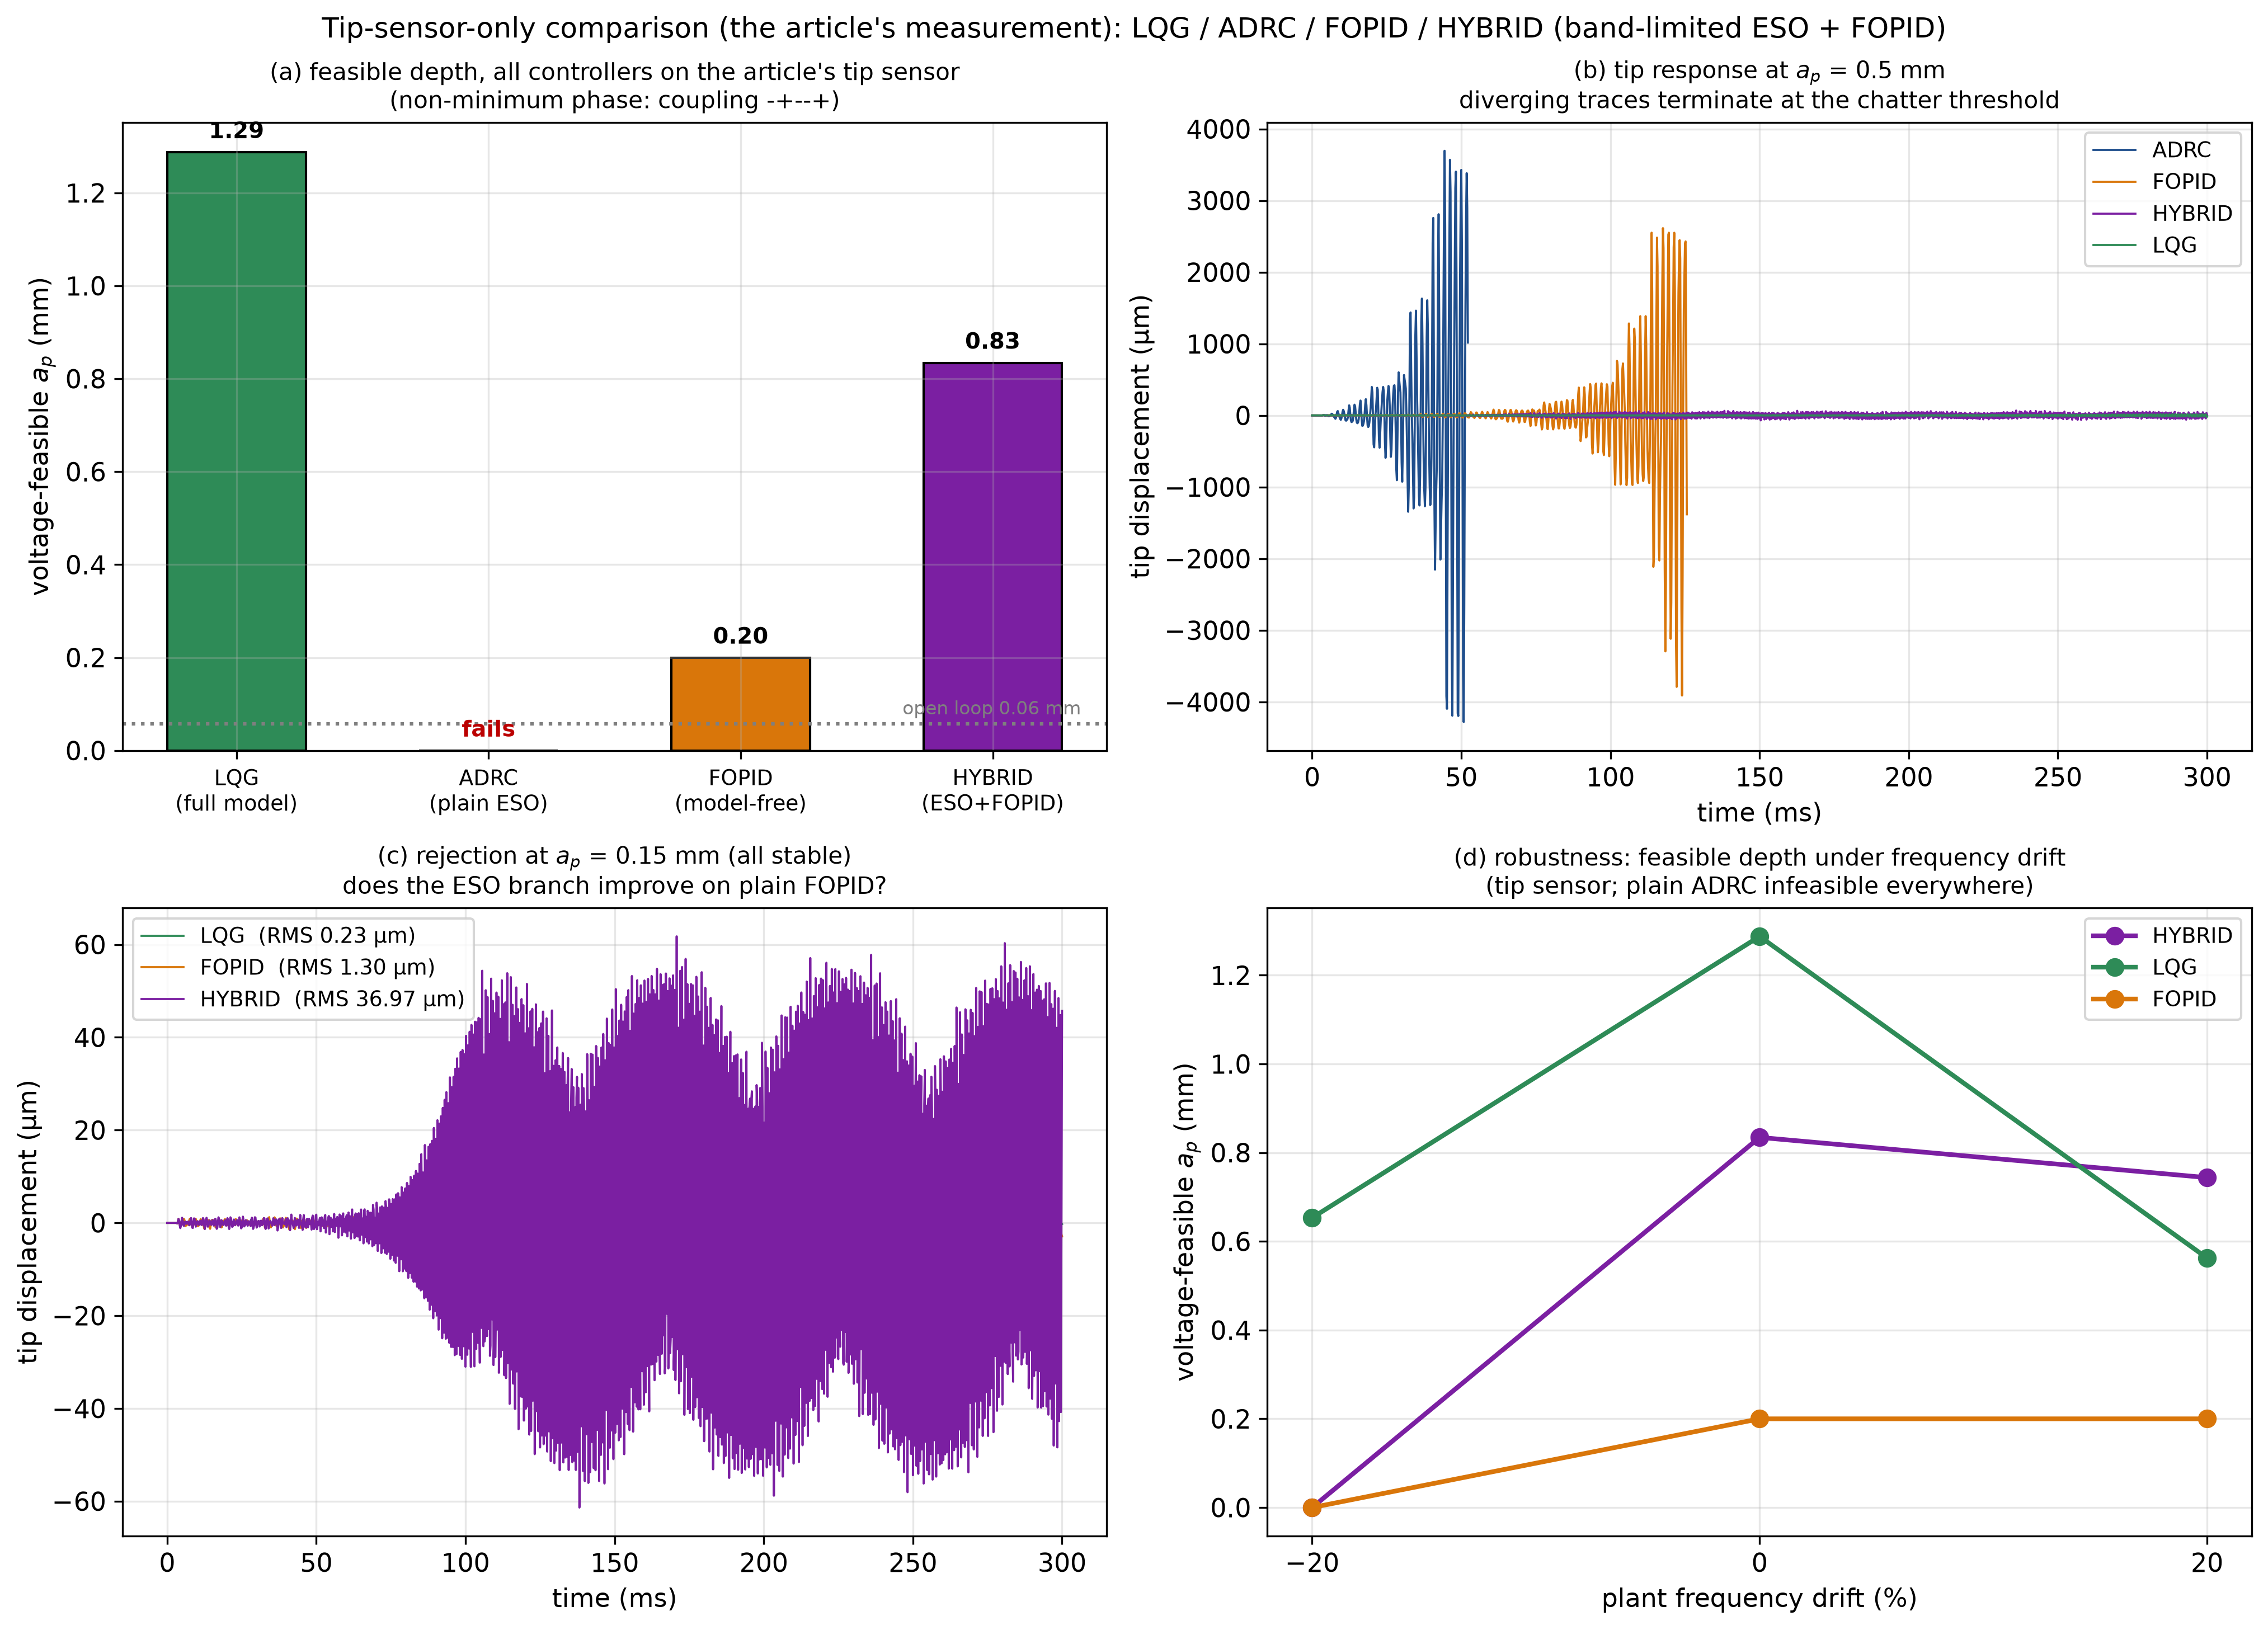 Tip-sensor-only comparison (the article's measurement): LQG / ADRC / FOPID / HYBRID (band-limited ESO + FOPID)
(a) feasible depth, all controllers on the article's tip sensor
(non-minimum phase: coupling -+--+)
voltage-feasible a_p (mm)
1.2
1.0
0.8
0.6
0.4
0.2
0.0
1.29
fails
0.20
0.83
open loop 0.06 mm
LQG
(full model)
ADRC
(plain ESO)
FOPID
(model-free)
HYBRID
(ESO+FOPID)
(b) tip response at a_p = 0.5 mm
diverging traces terminate at the chatter threshold
tip displacement (µm)
4000
3000
2000
1000
0
−1000
−2000
−3000
−4000
ADRC
FOPID
HYBRID
LQG
0 50 100 150 200 250 300
time (ms)
(c) rejection at a_p = 0.15 mm (all stable)
does the ESO branch improve on plain FOPID?
tip displacement (µm)
60
40
20
0
−20
−40
−60
LQG (RMS 0.23 µm)
FOPID (RMS 1.30 µm)
HYBRID (RMS 36.97 µm)
0 50 100 150 200 250 300
time (ms)
(d) robustness: feasible depth under frequency drift
(tip sensor; plain ADRC infeasible everywhere)
voltage-feasible a_p (mm)
1.2
1.0
0.8
0.6
0.4
0.2
0.0
HYBRID
LQG
FOPID
−20 0 20
plant frequency drift (%)